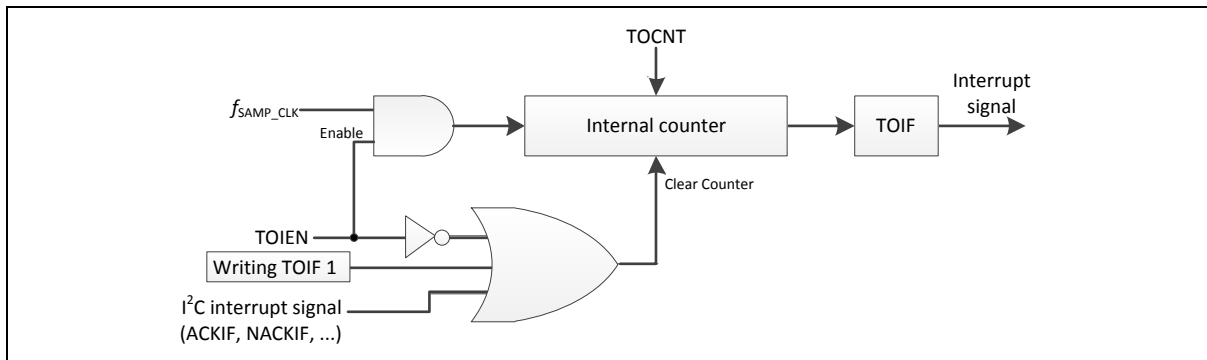 TOCNT
Interrupt
signal
fSAMP_CLK
Enable
Internal counter
TOIF
Clear Counter
TOIEN
Writing TOIF 1
I²C interrupt signal
(ACKIF, NACKIF, ...)